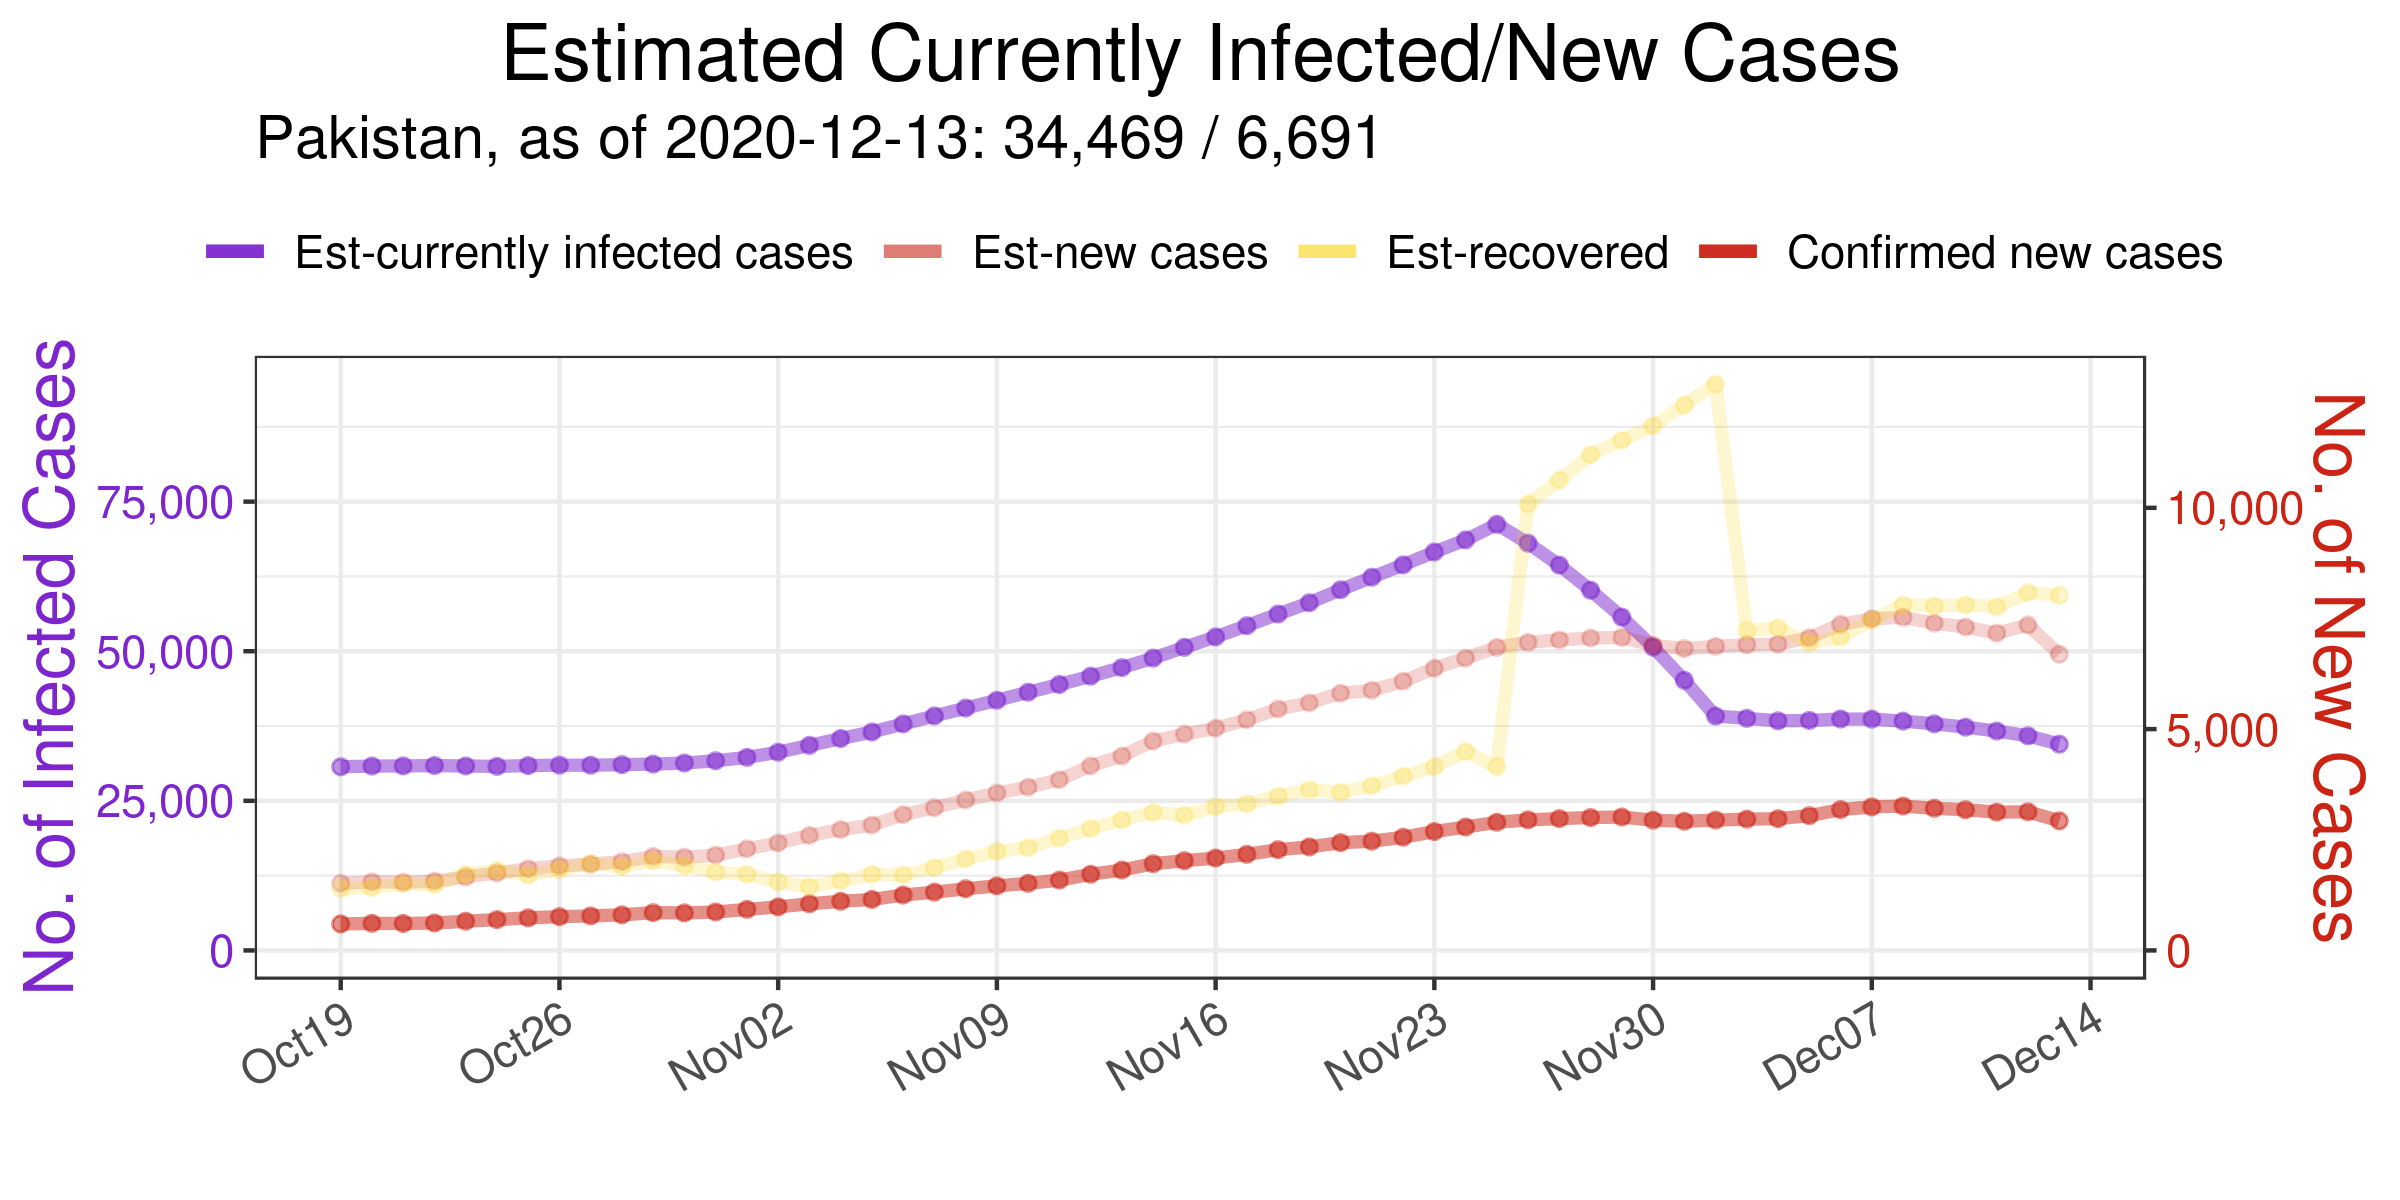 Estimated Currently Infected/New Cases
Pakistan, as of 2020-12-13: 34,469 / 6,691
Est-currently infected cases Est-new cases Est-recovered Confirmed new cases
No. of Infected Cases
75,000
50,000
25,000
0
10,000
5,000
0
No. of New Cases
Oct19 Oct26 Nov02 Nov09 Nov16 Nov23 Nov30 Dec07 Dec14